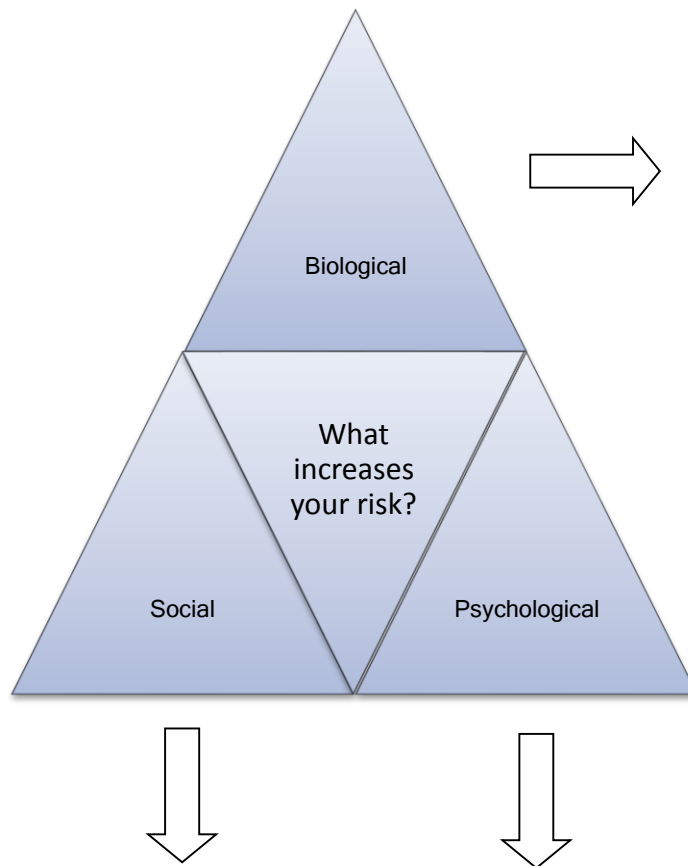 Biological
What
increases
your risk?
Social
Psychological